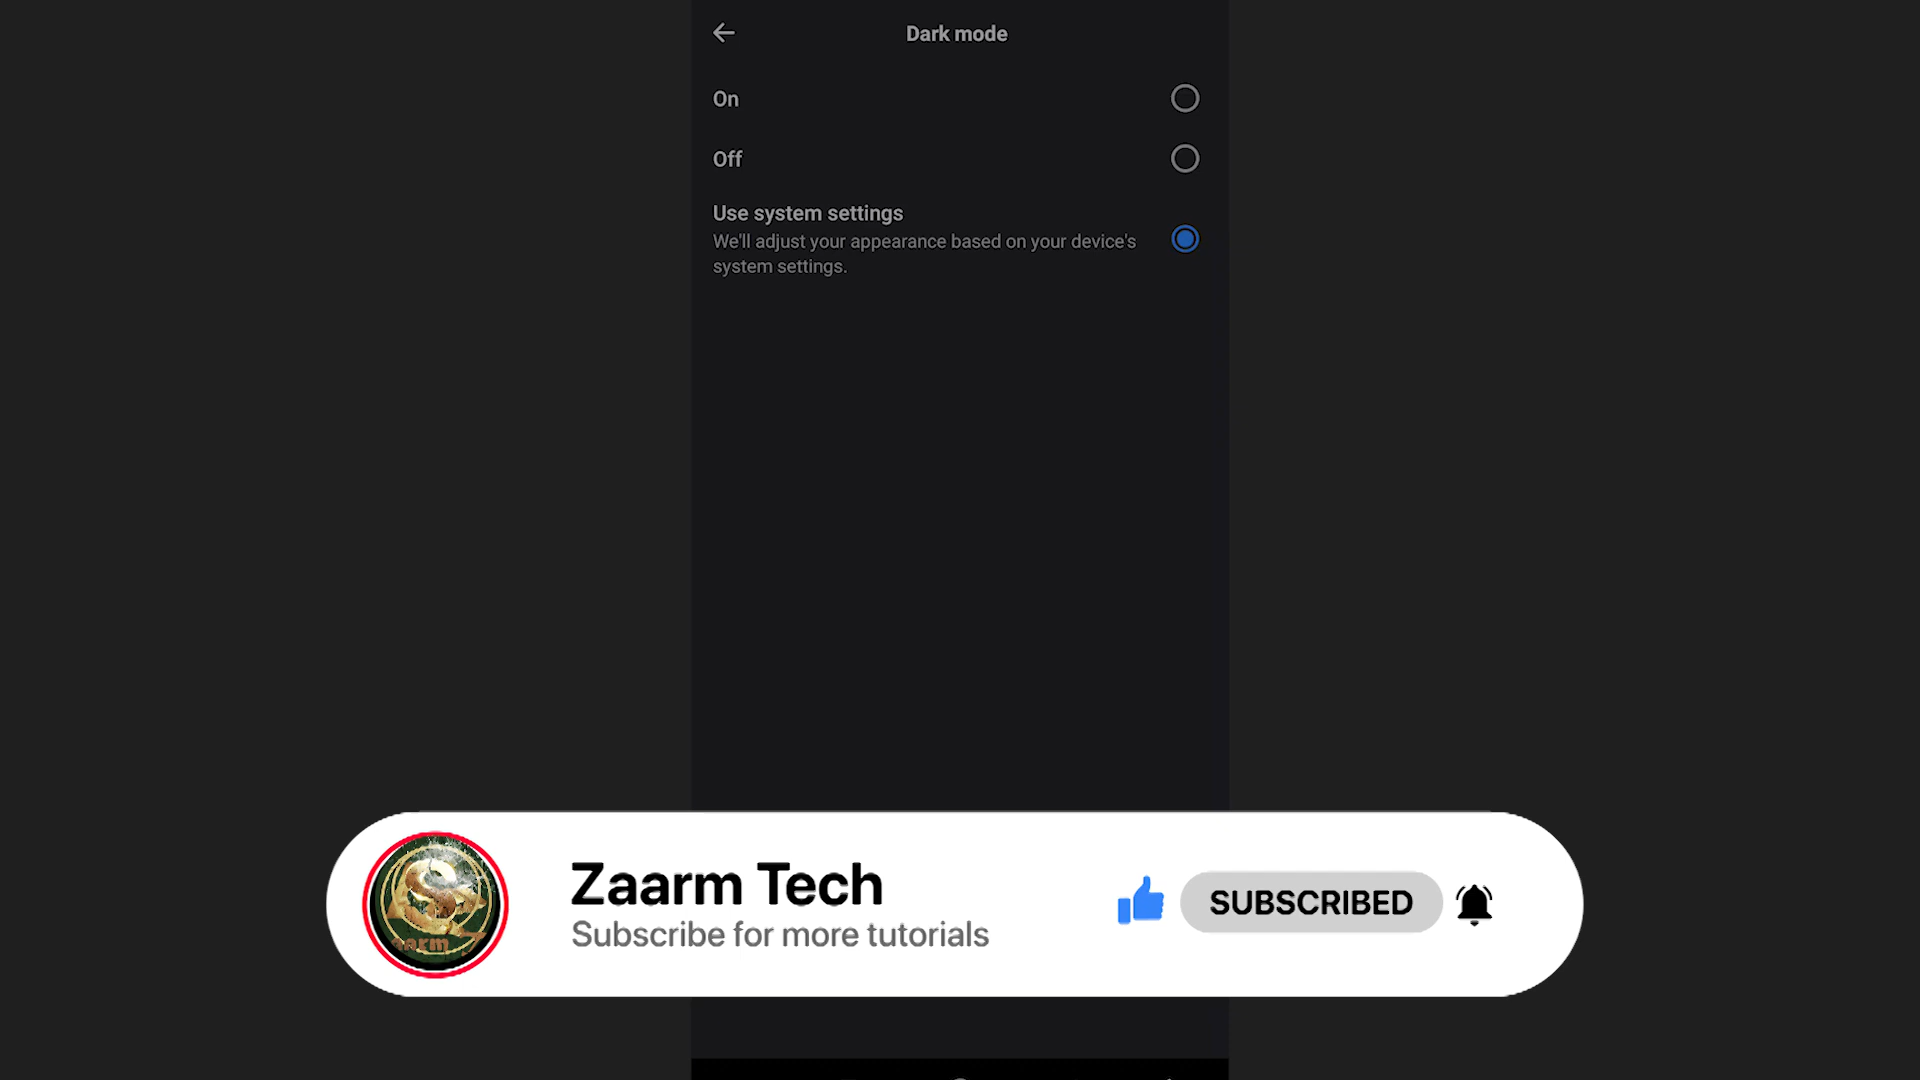 Dark mode
On
Off
Use system settings
We'll adjust your appearance based on your device's
system settings.
Zaarm Tech
Subscribe for more tutorials
SUBSCRIBED